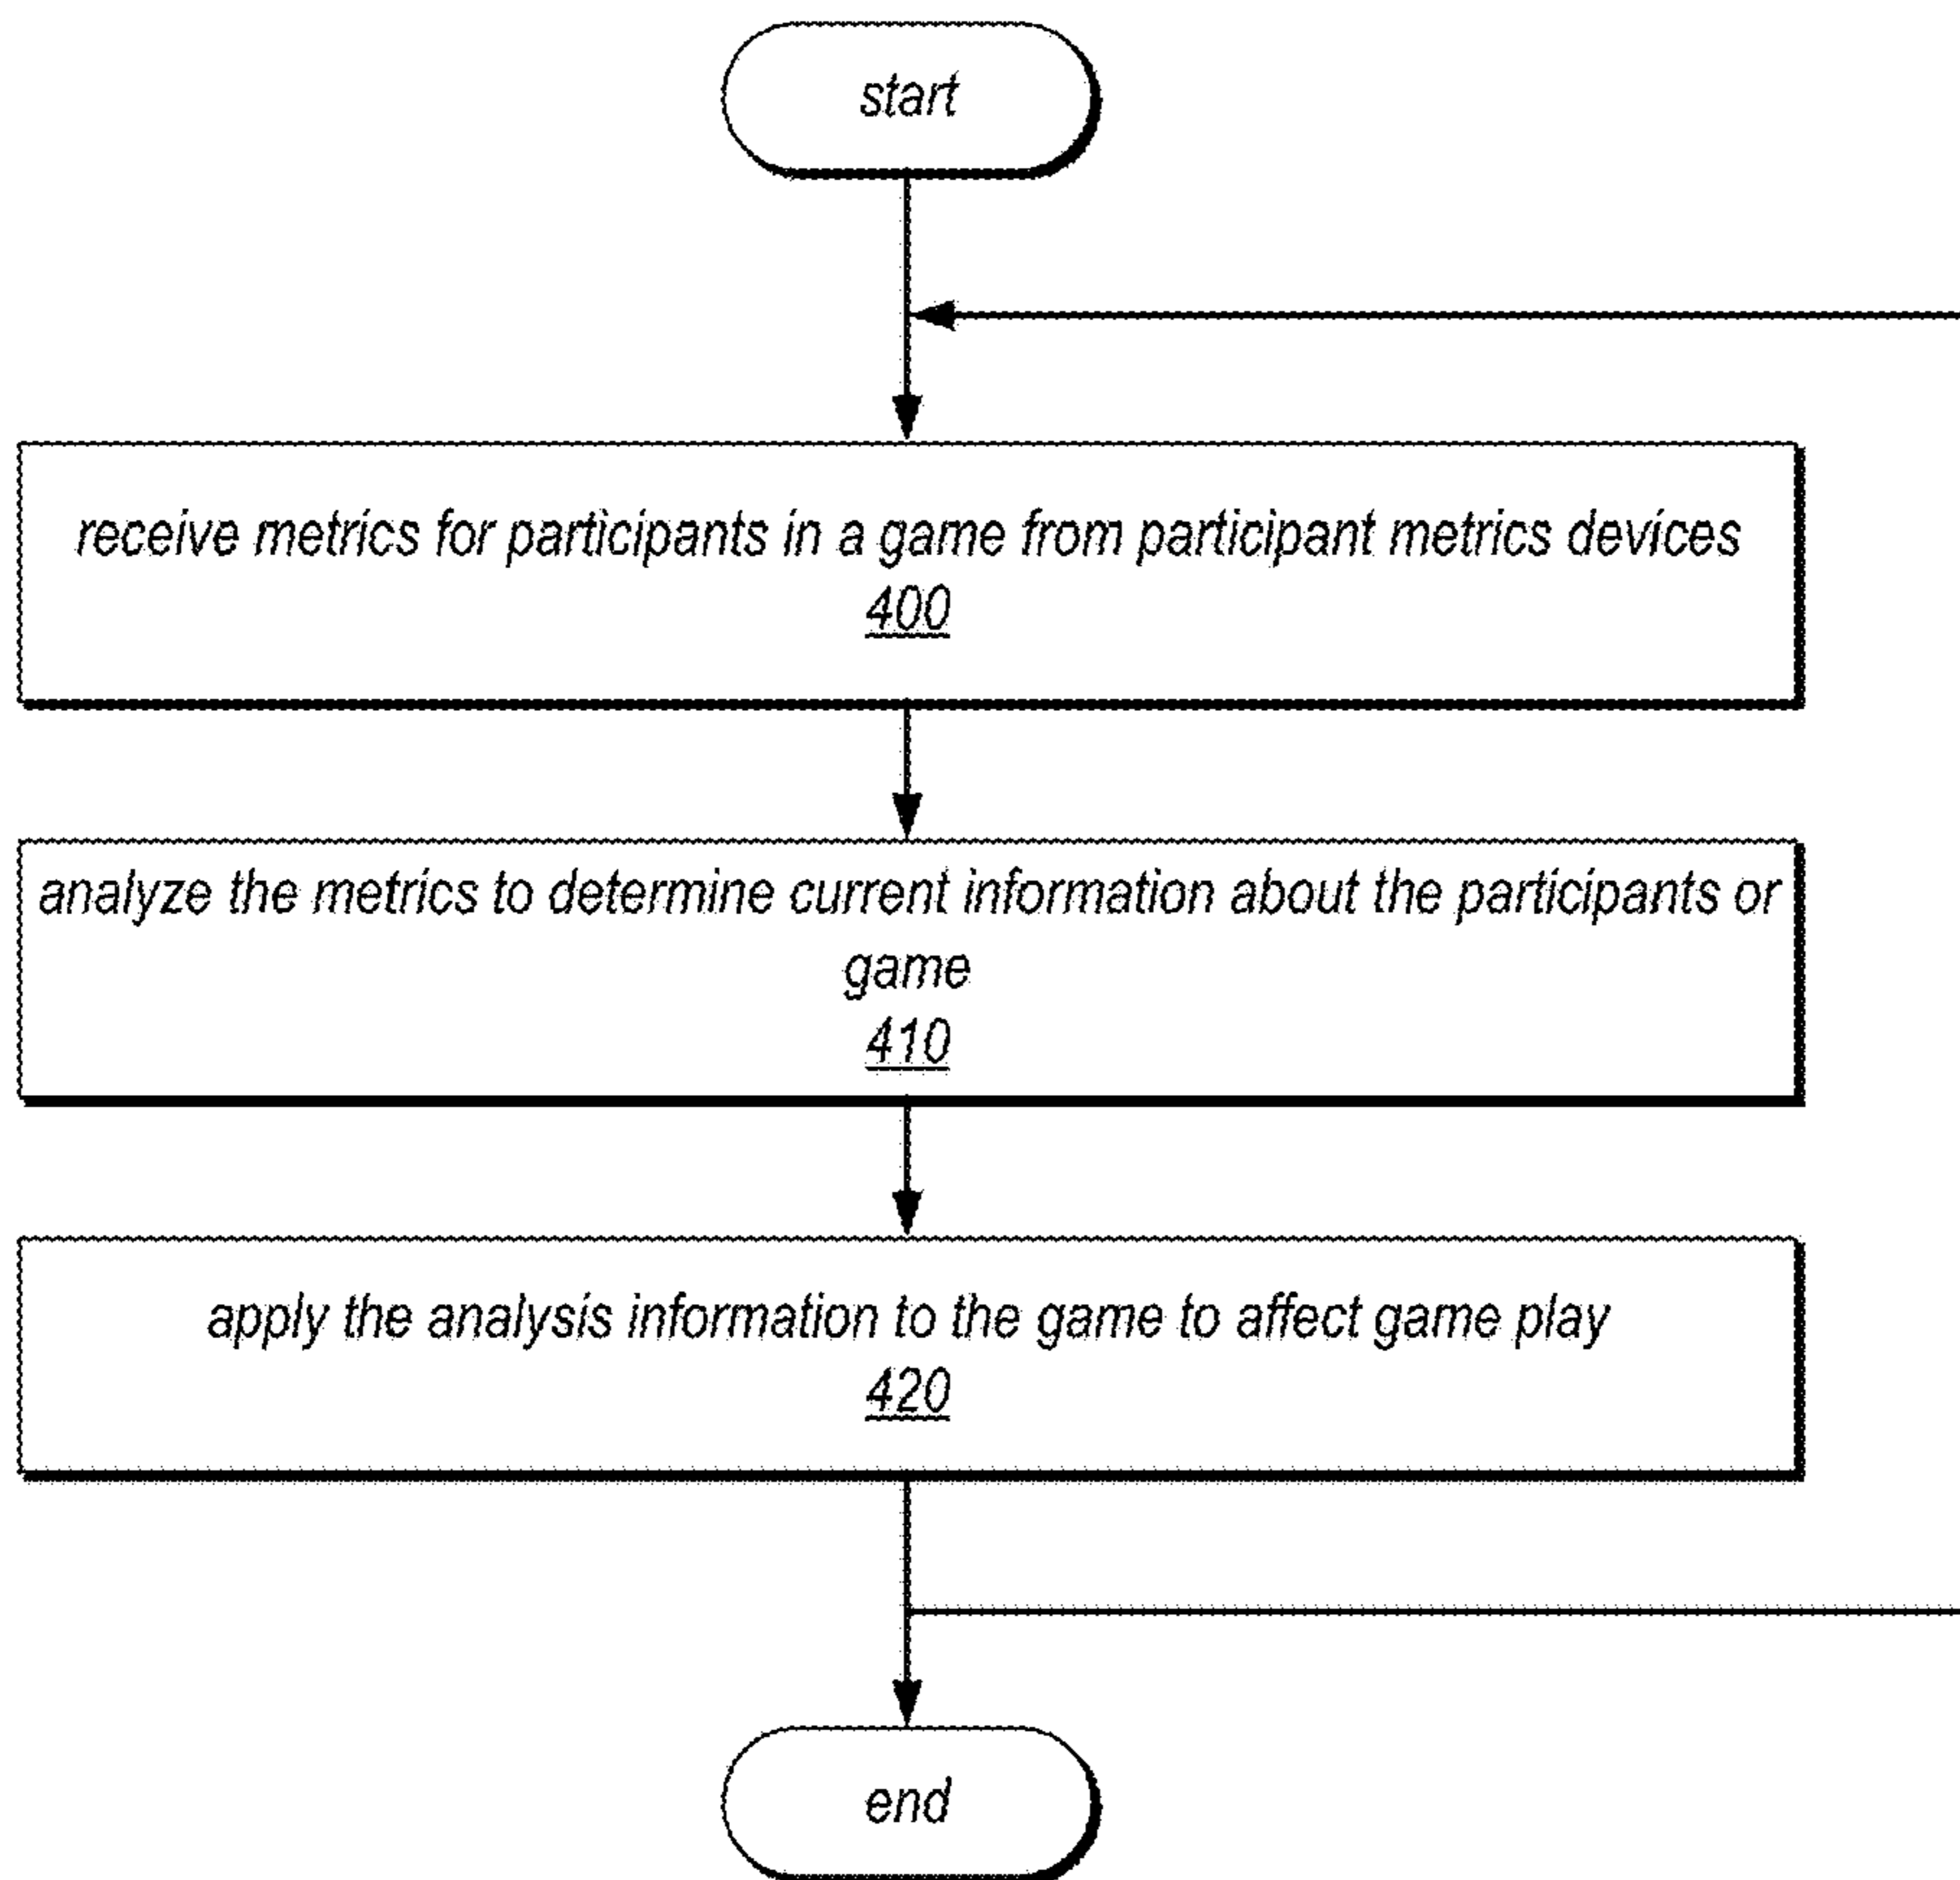 start
receive metrics for participants in a game from participant metrics devices
400
analyze the metrics to determine current information about the participants or
game
410
apply the analysis information to the game to affect game play
420
end